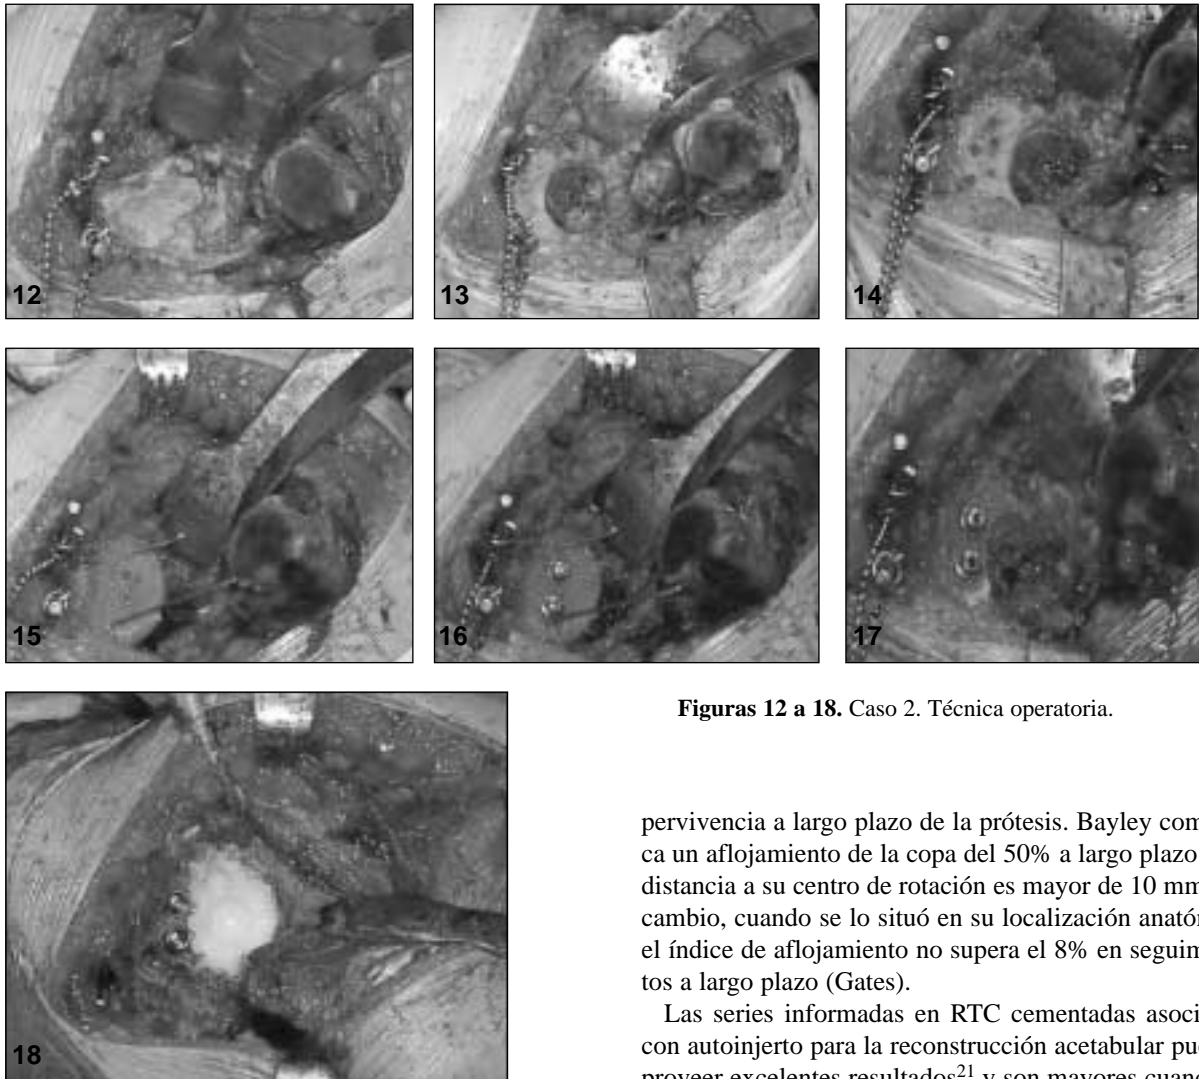 12
13
14
15
16
17
18
Figuras 12 a 18. Caso 2. Técnica operatoria.
pervivencia a largo plazo de la prótesis. Bayley com
ca un aflojamiento de la copa del 50% a largo plazo
distancia a su centro de rotación es mayor de 10 mm
cambio, cuando se lo situó en su localización anató
el índice de aflojamiento no supera el 8% en seguim
tos a largo plazo (Gates).
Las series informadas en RTC cementadas asoci
con autoinjerto para la reconstrucción acetabular pue
proveer excelentes resultados21 y son mayores cuand